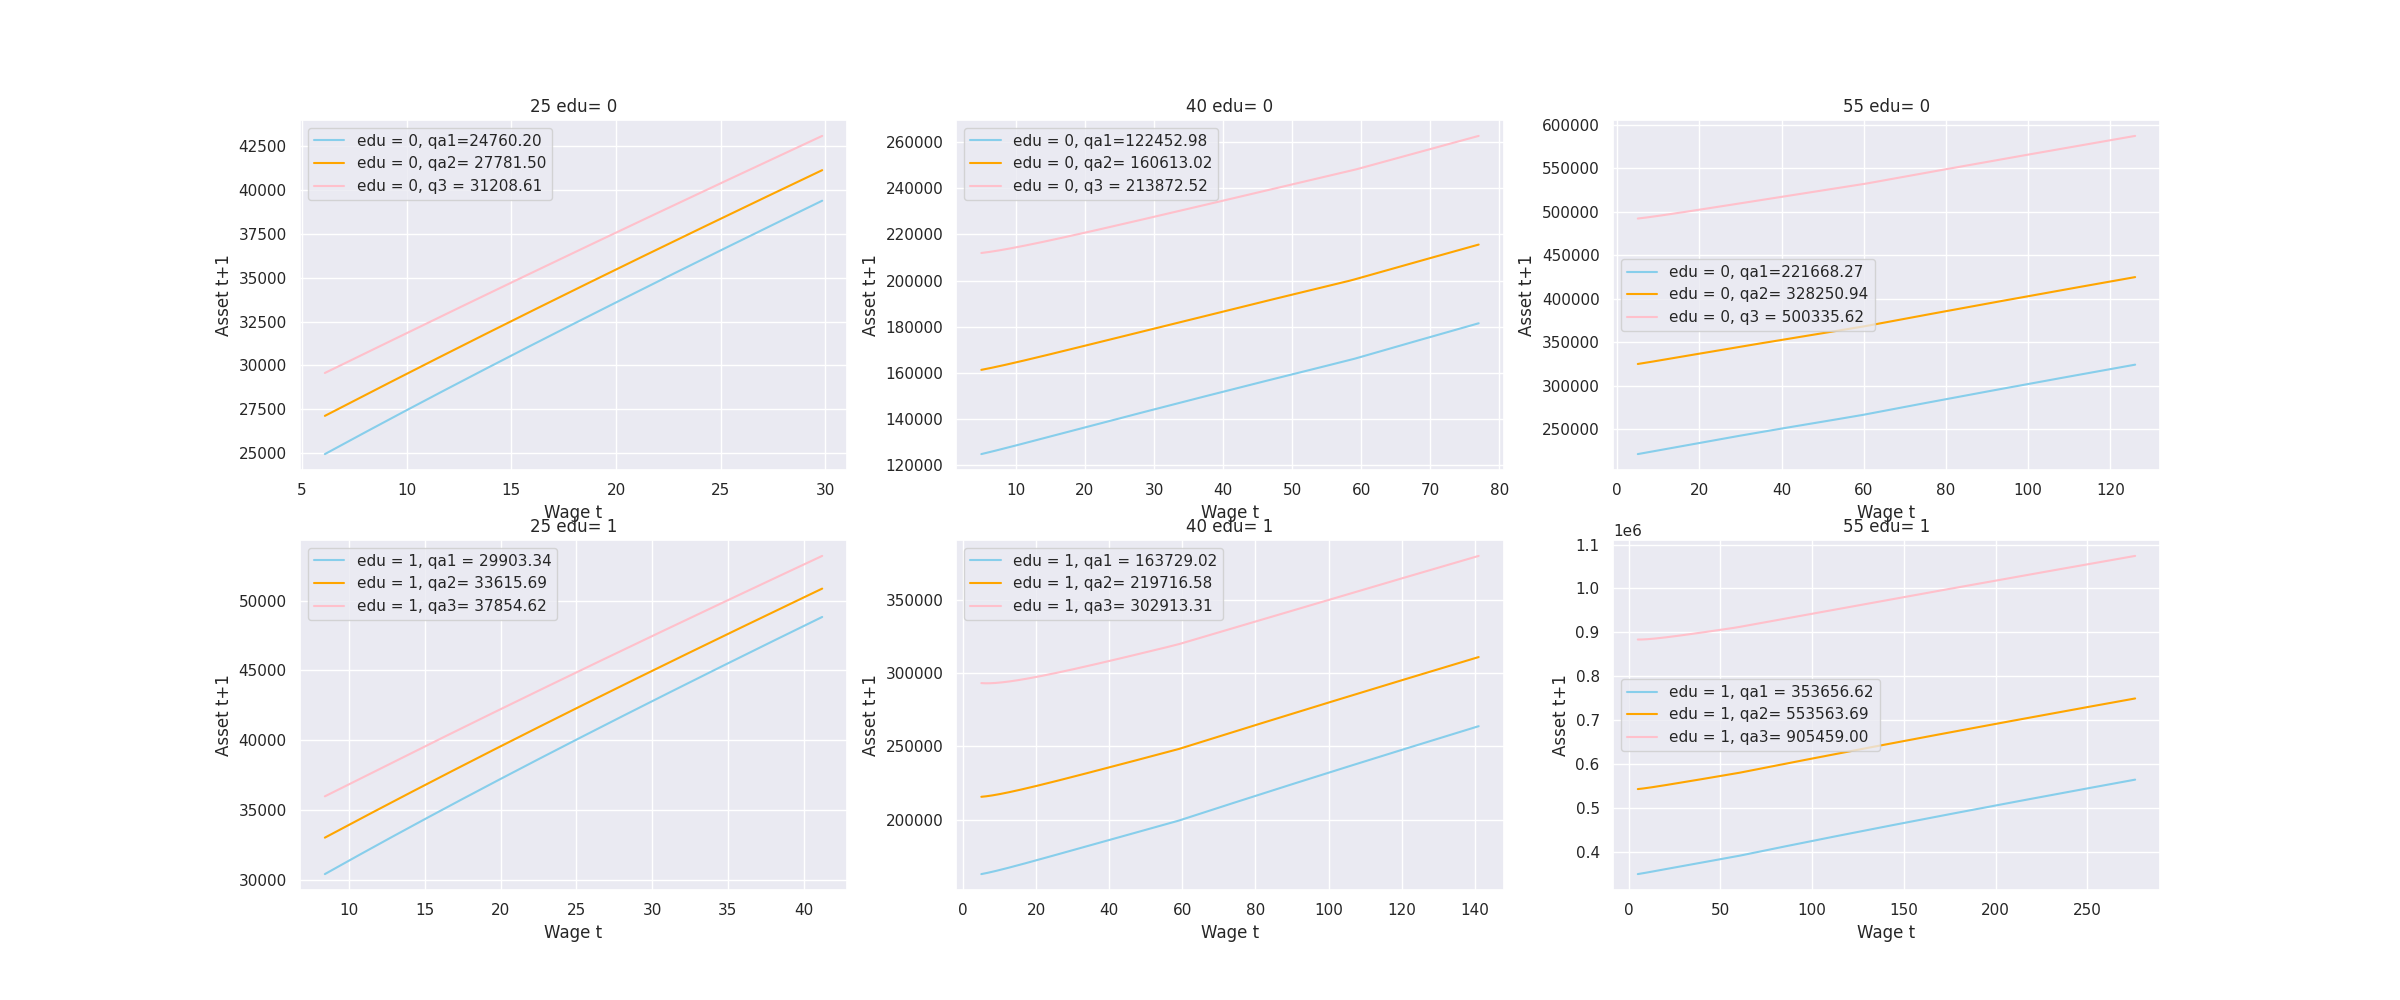 25 edu= 0
edu = 0, qa1=24760.20
edu = 0, qa2= 27781.50
edu = 0, q3 = 31208.61
42500
40000
37500
35000
32500
30000
27500
25000
Asset t+1
5 10 15 20 25 30
Wage t
40 edu= 0
edu = 0, qa1=122452.98
edu = 0, qa2= 160613.02
edu = 0, q3 = 213872.52
260000
240000
220000
200000
180000
160000
140000
120000
Asset t+1
10 20 30 40 50 60 70 80
Wage t
55 edu= 0
edu = 0, qa1=221668.27
edu = 0, qa2= 328250.94
edu = 0, q3 = 500335.62
600000
550000
500000
450000
400000
350000
300000
250000
Asset t+1
0 20 40 60 80 100 120
Wage t
25 edu= 1
edu = 1, qa1 = 29903.34
edu = 1, qa2= 33615.69
edu = 1, qa3= 37854.62
50000
45000
40000
35000
30000
Asset t+1
10 15 20 25 30 35 40
Wage t
40 edu= 1
edu = 1, qa1 = 163729.02
edu = 1, qa2= 219716.58
edu = 1, qa3= 302913.31
350000
300000
250000
200000
Asset t+1
0 20 40 60 80 100 120 140
Wage t
55 edu= 1
1e6
edu = 1, qa1 = 353656.62
edu = 1, qa2= 553563.69
edu = 1, qa3= 905459.00
1.1
1.0
0.9
0.8
0.7
0.6
0.5
0.4
Asset t+1
0 50 100 150 200 250
Wage t